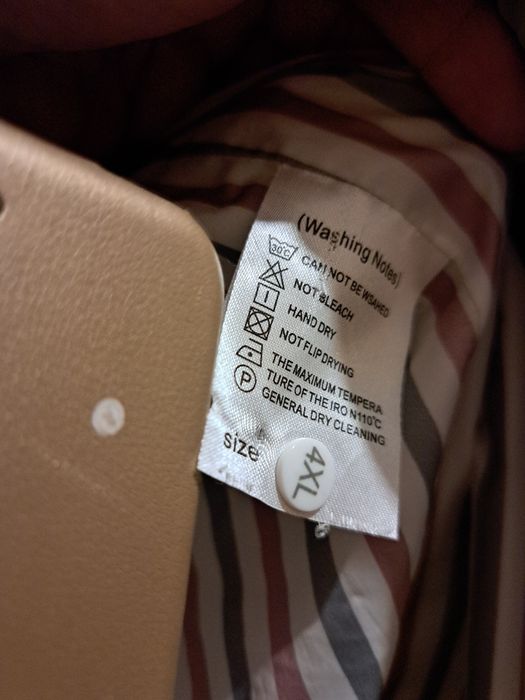 (Washing Notes)
30°C CAN NOT BE WSAHED
NOT BLEACH
HAND DRY
NOT FLIP DRYING
THE MAXIMUM TEMPERA
TURE OF THE IRO N110°C
P GENERAL DRY CLEANING
size 4XL